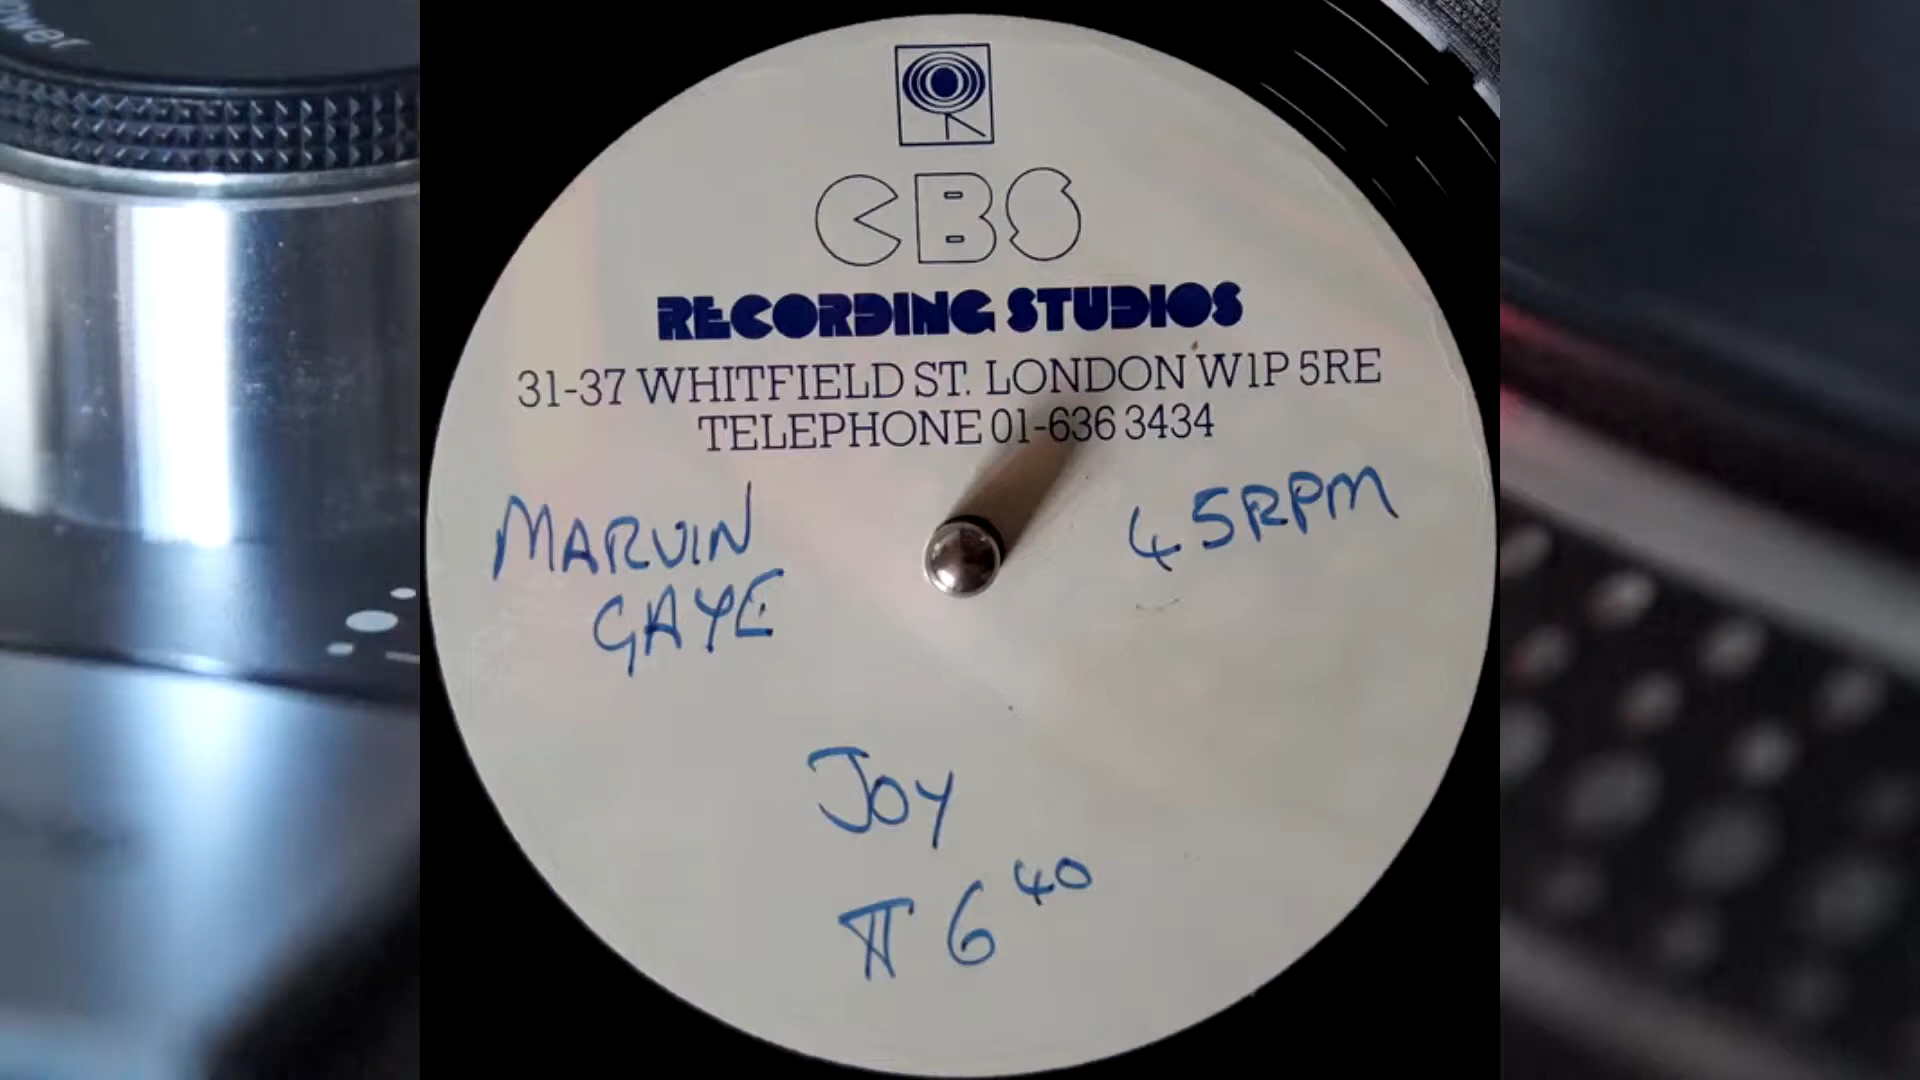 CBS
RECORDING STUDIOS
31-37 WHITFIELD ST. LONDON W1P 5RE
TELEPHONE 01-636 3434
MARVIN
GAYE
45RPM
JOY
π 6 40